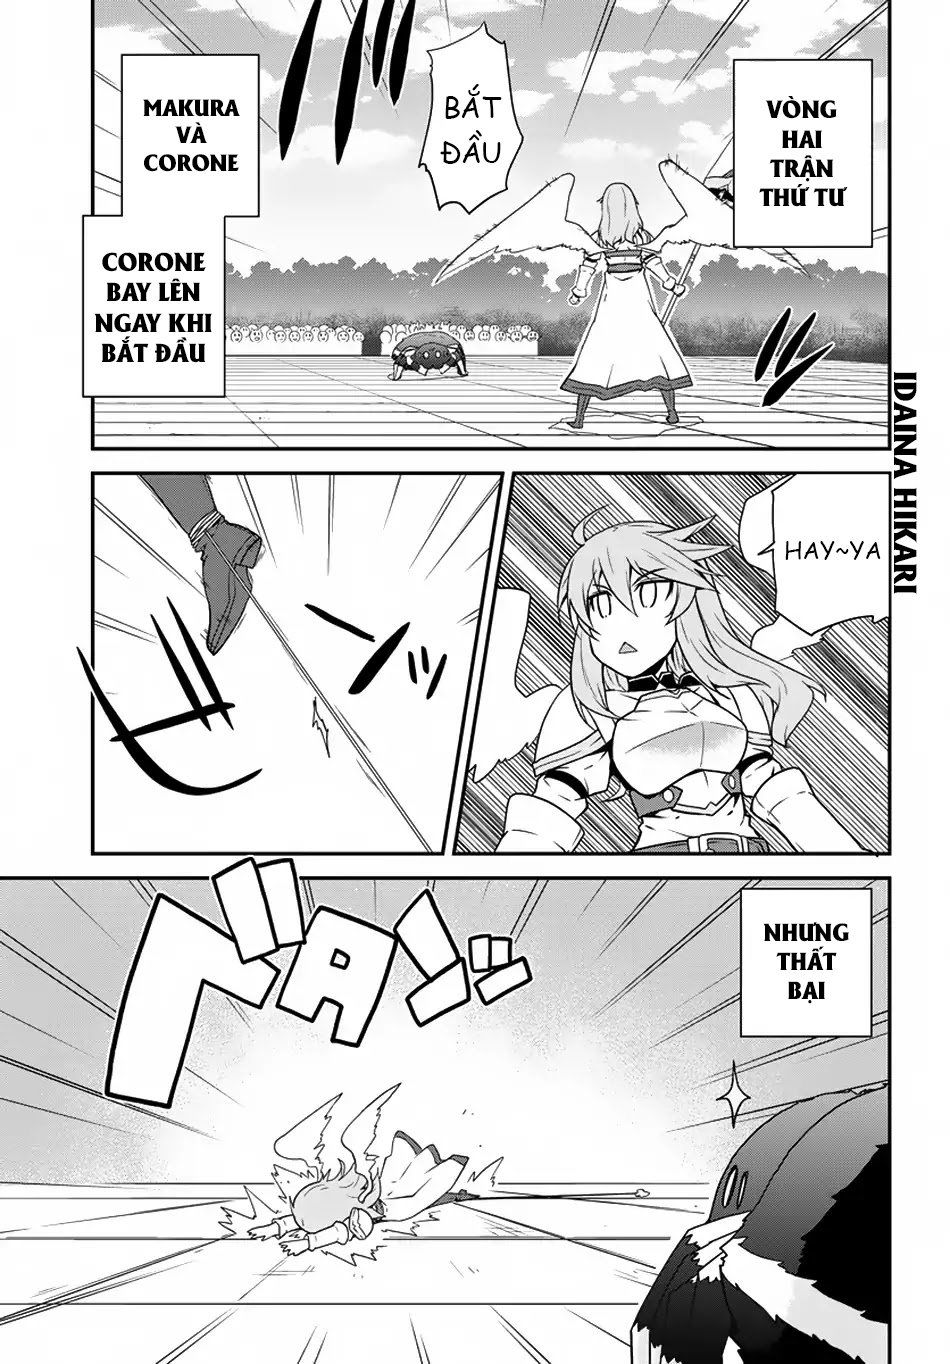 VÒNG
HAI
TRẬN
THỨ TƯ
BẮT
ĐẦU
MAKURA
VÀ
CORONE
CORONE
BAY LÊN
NGAY KHI
BẮT ĐẦU
IDAINA HIKARI
HAY~YA
NHƯNG
THẤT
BẠI